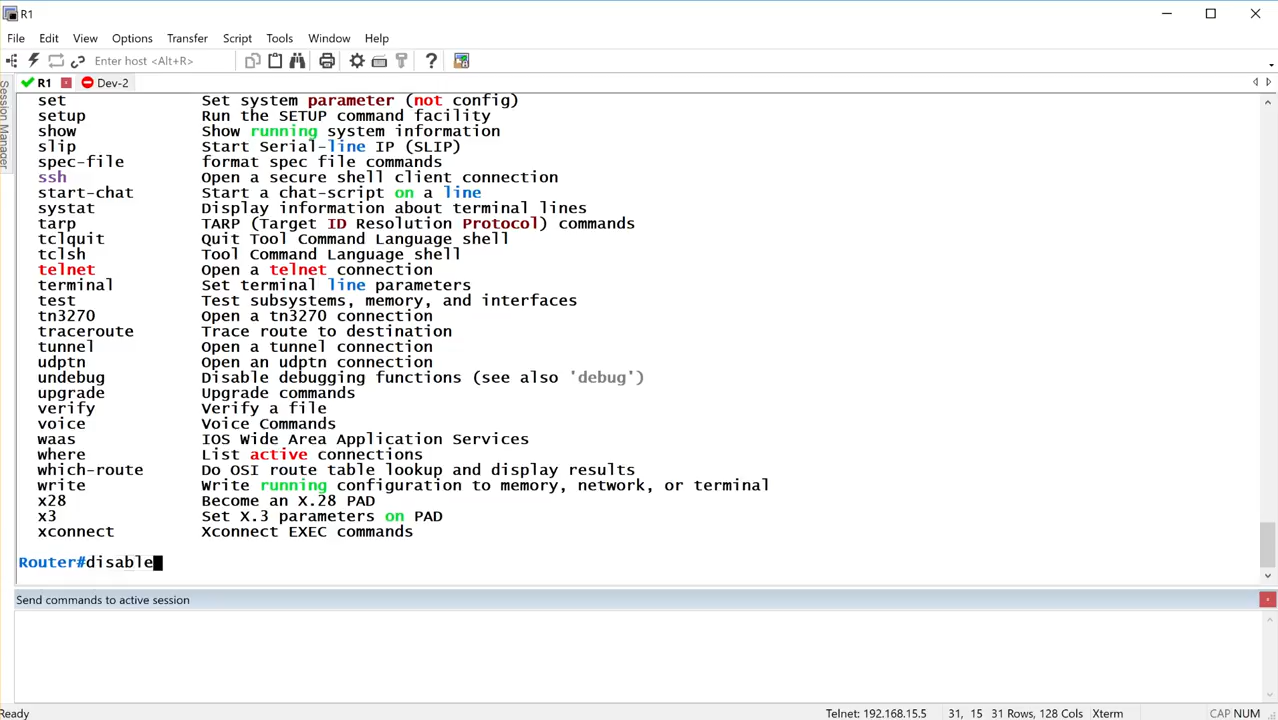 R1
File Edit View Options Transfer Script Tools Window Help
Enter host <Alt+R>
R1 Dev-2
Session Manager
set Set system parameter (not config)
setup Run the SETUP command facility
show Show running system information
slip Start Serial-line IP (SLIP)
spec-file format spec file commands
ssh Open a secure shell client connection
start-chat Start a chat-script on a line
systat Display information about terminal lines
tarp TARP (Target ID Resolution Protocol) commands
tclquit Quit Tool Command Language shell
tclsh Tool Command Language shell
telnet Open a telnet connection
terminal Set terminal line parameters
test Test subsystems, memory, and interfaces
tn3270 Open a tn3270 connection
traceroute Trace route to destination
tunnel Open a tunnel connection
udptn Open an udptn connection
undebug Disable debugging functions (see also 'debug')
upgrade Upgrade commands
verify Verify a file
voice Voice Commands
waas IOS Wide Area Application Services
where List active connections
which-route Do OSI route table lookup and display results
write Write running configuration to memory, network, or terminal
x28 Become an X.28 PAD
x3 Set X.3 parameters on PAD
xconnect Xconnect EXEC commands
Router#disable
Send commands to active session
Ready Telnet: 192.168.15.5 31, 15 31 Rows, 128 Cols Xterm CAP NUM